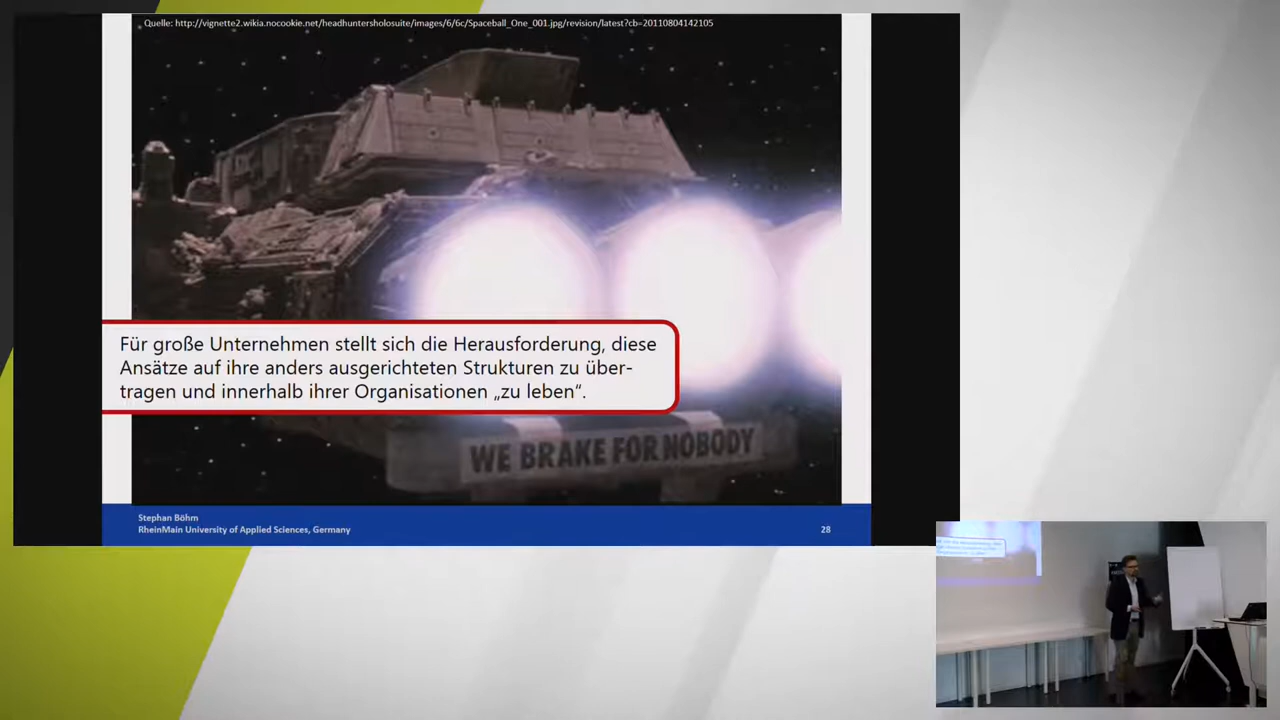 Quelle: http://vignette2.wikia.nocookie.net/headhuntersholosuite/images/6/6c/Spaceball_One_001.jpg/revision/latest?cb=20110804142105
Für große Unternehmen stellt sich die Herausforderung, diese
Ansätze auf ihre anders ausgerichteten Strukturen zu über-
tragen und innerhalb ihrer Organisationen „zu leben“.
WE BRAKE FOR NOBODY
Stephan Böhm
RheinMain University of Applied Sciences, Germany
28